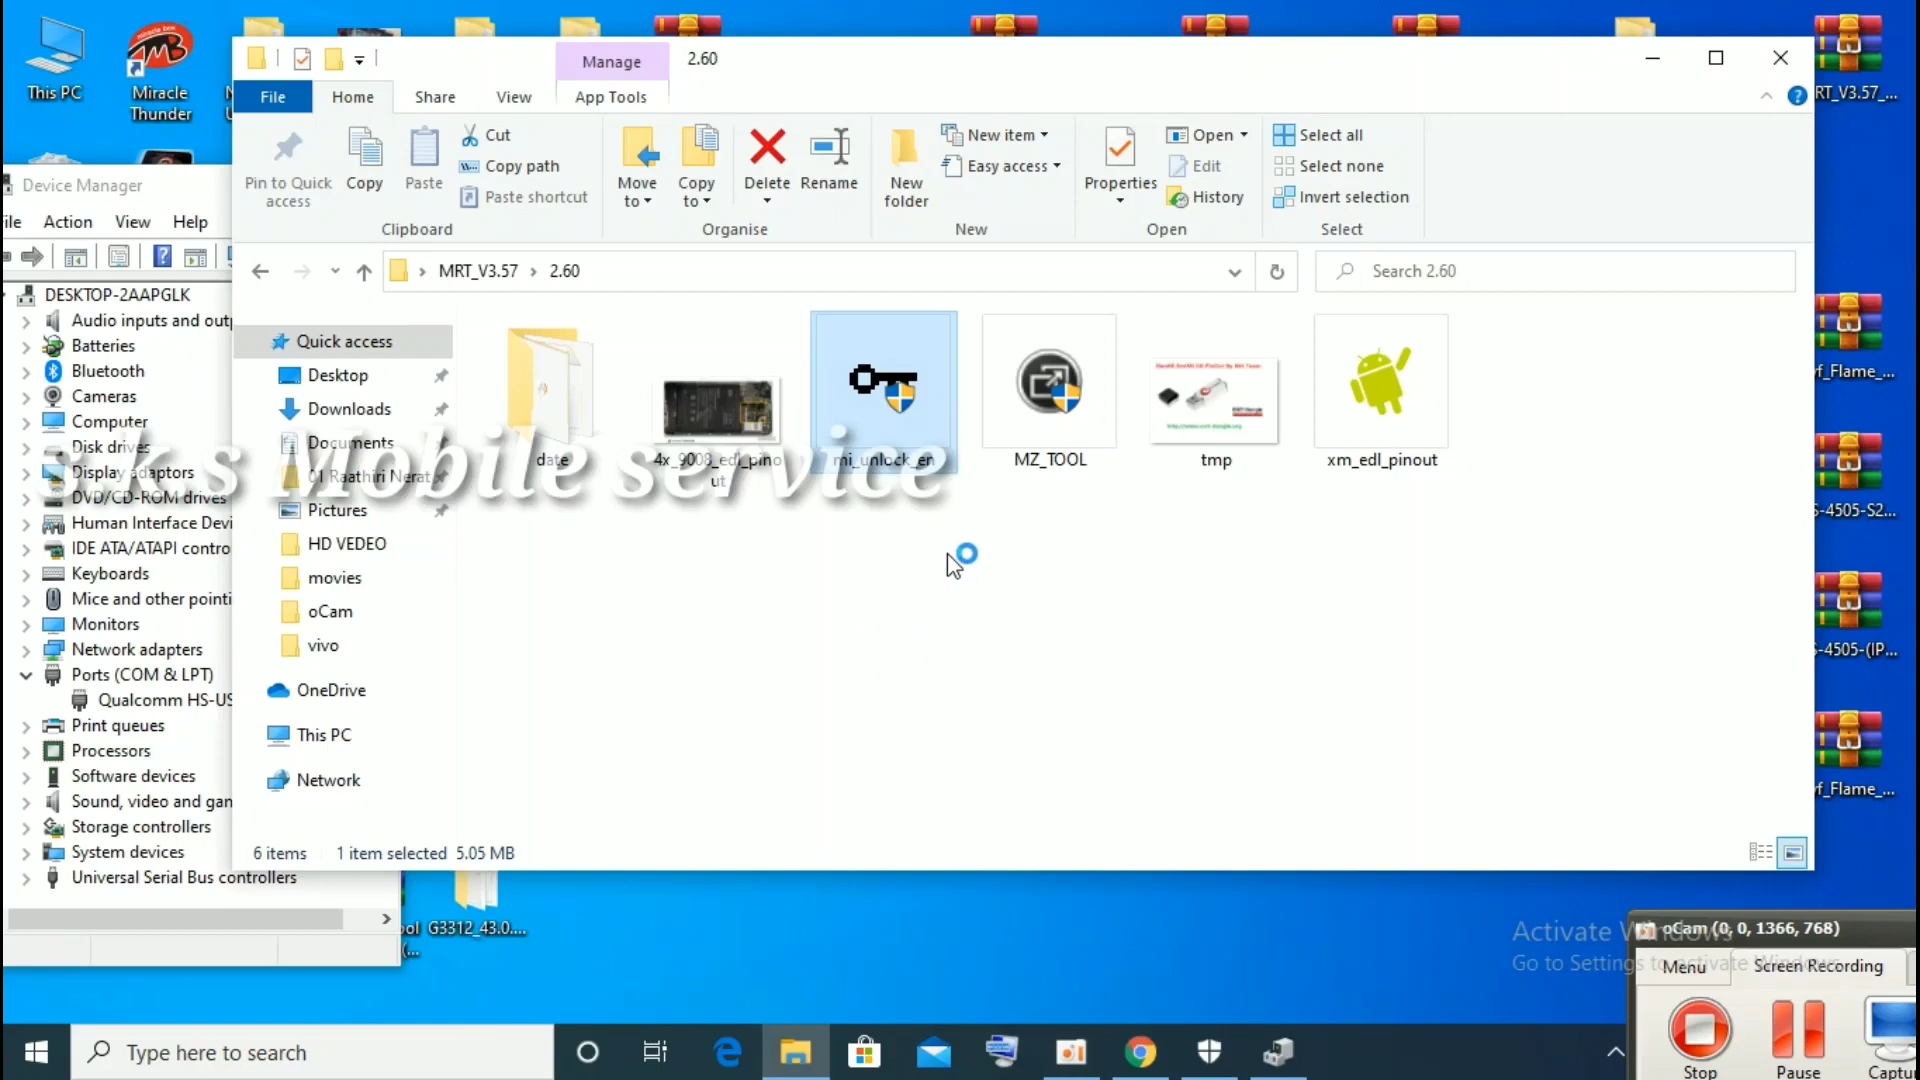 This PC
Miracle
Thunder
Manage
2.60
File
Home
Share
View
App Tools
RT_V3.57_...
Pin to Quick
access
Copy
Paste
Cut
Copy path
Paste shortcut
Clipboard
Move
to
Copy
to
Delete
Rename
Organise
New
folder
New item
Easy access
New
Properties
Open
Edit
History
Open
Select all
Select none
Invert selection
Select
Device Manager
ile
Action
View
Help
MRT_V3.57
2.60
Search 2.60
DESKTOP-2AAPGLK
Audio inputs and outp
Batteries
Bluetooth
Cameras
Computer
Disk drives
Display adaptors
DVD/CD-ROM drives
Human Interface Devi
IDE ATA/ATAPI contro
Keyboards
Mice and other pointi
Monitors
Network adapters
Ports (COM & LPT)
Qualcomm HS-US
Print queues
Processors
Software devices
Sound, video and gam
Storage controllers
System devices
Universal Serial Bus controllers
Quick access
Desktop
Downloads
Documents
01 Raathiri Nerat
Pictures
HD VEDEO
movies
oCam
vivo
OneDrive
This PC
Network
date
4x_9008_edl_pino
ut
mi_unlock_en
MZ_TOOL
tmp
xm_edl_pinout
s Mobile service
f_Flame_...
-4505-S2...
-4505-(IP...
f_Flame_...
6 items
1 item selected 5.05 MB
ool
(...
G3312_43.0....
Activate Windows
Go to Settings to activate Windows.
oCam (0, 0, 1366, 768)
Menu
Screen Recording
Stop
Pause
Captu
Type here to search